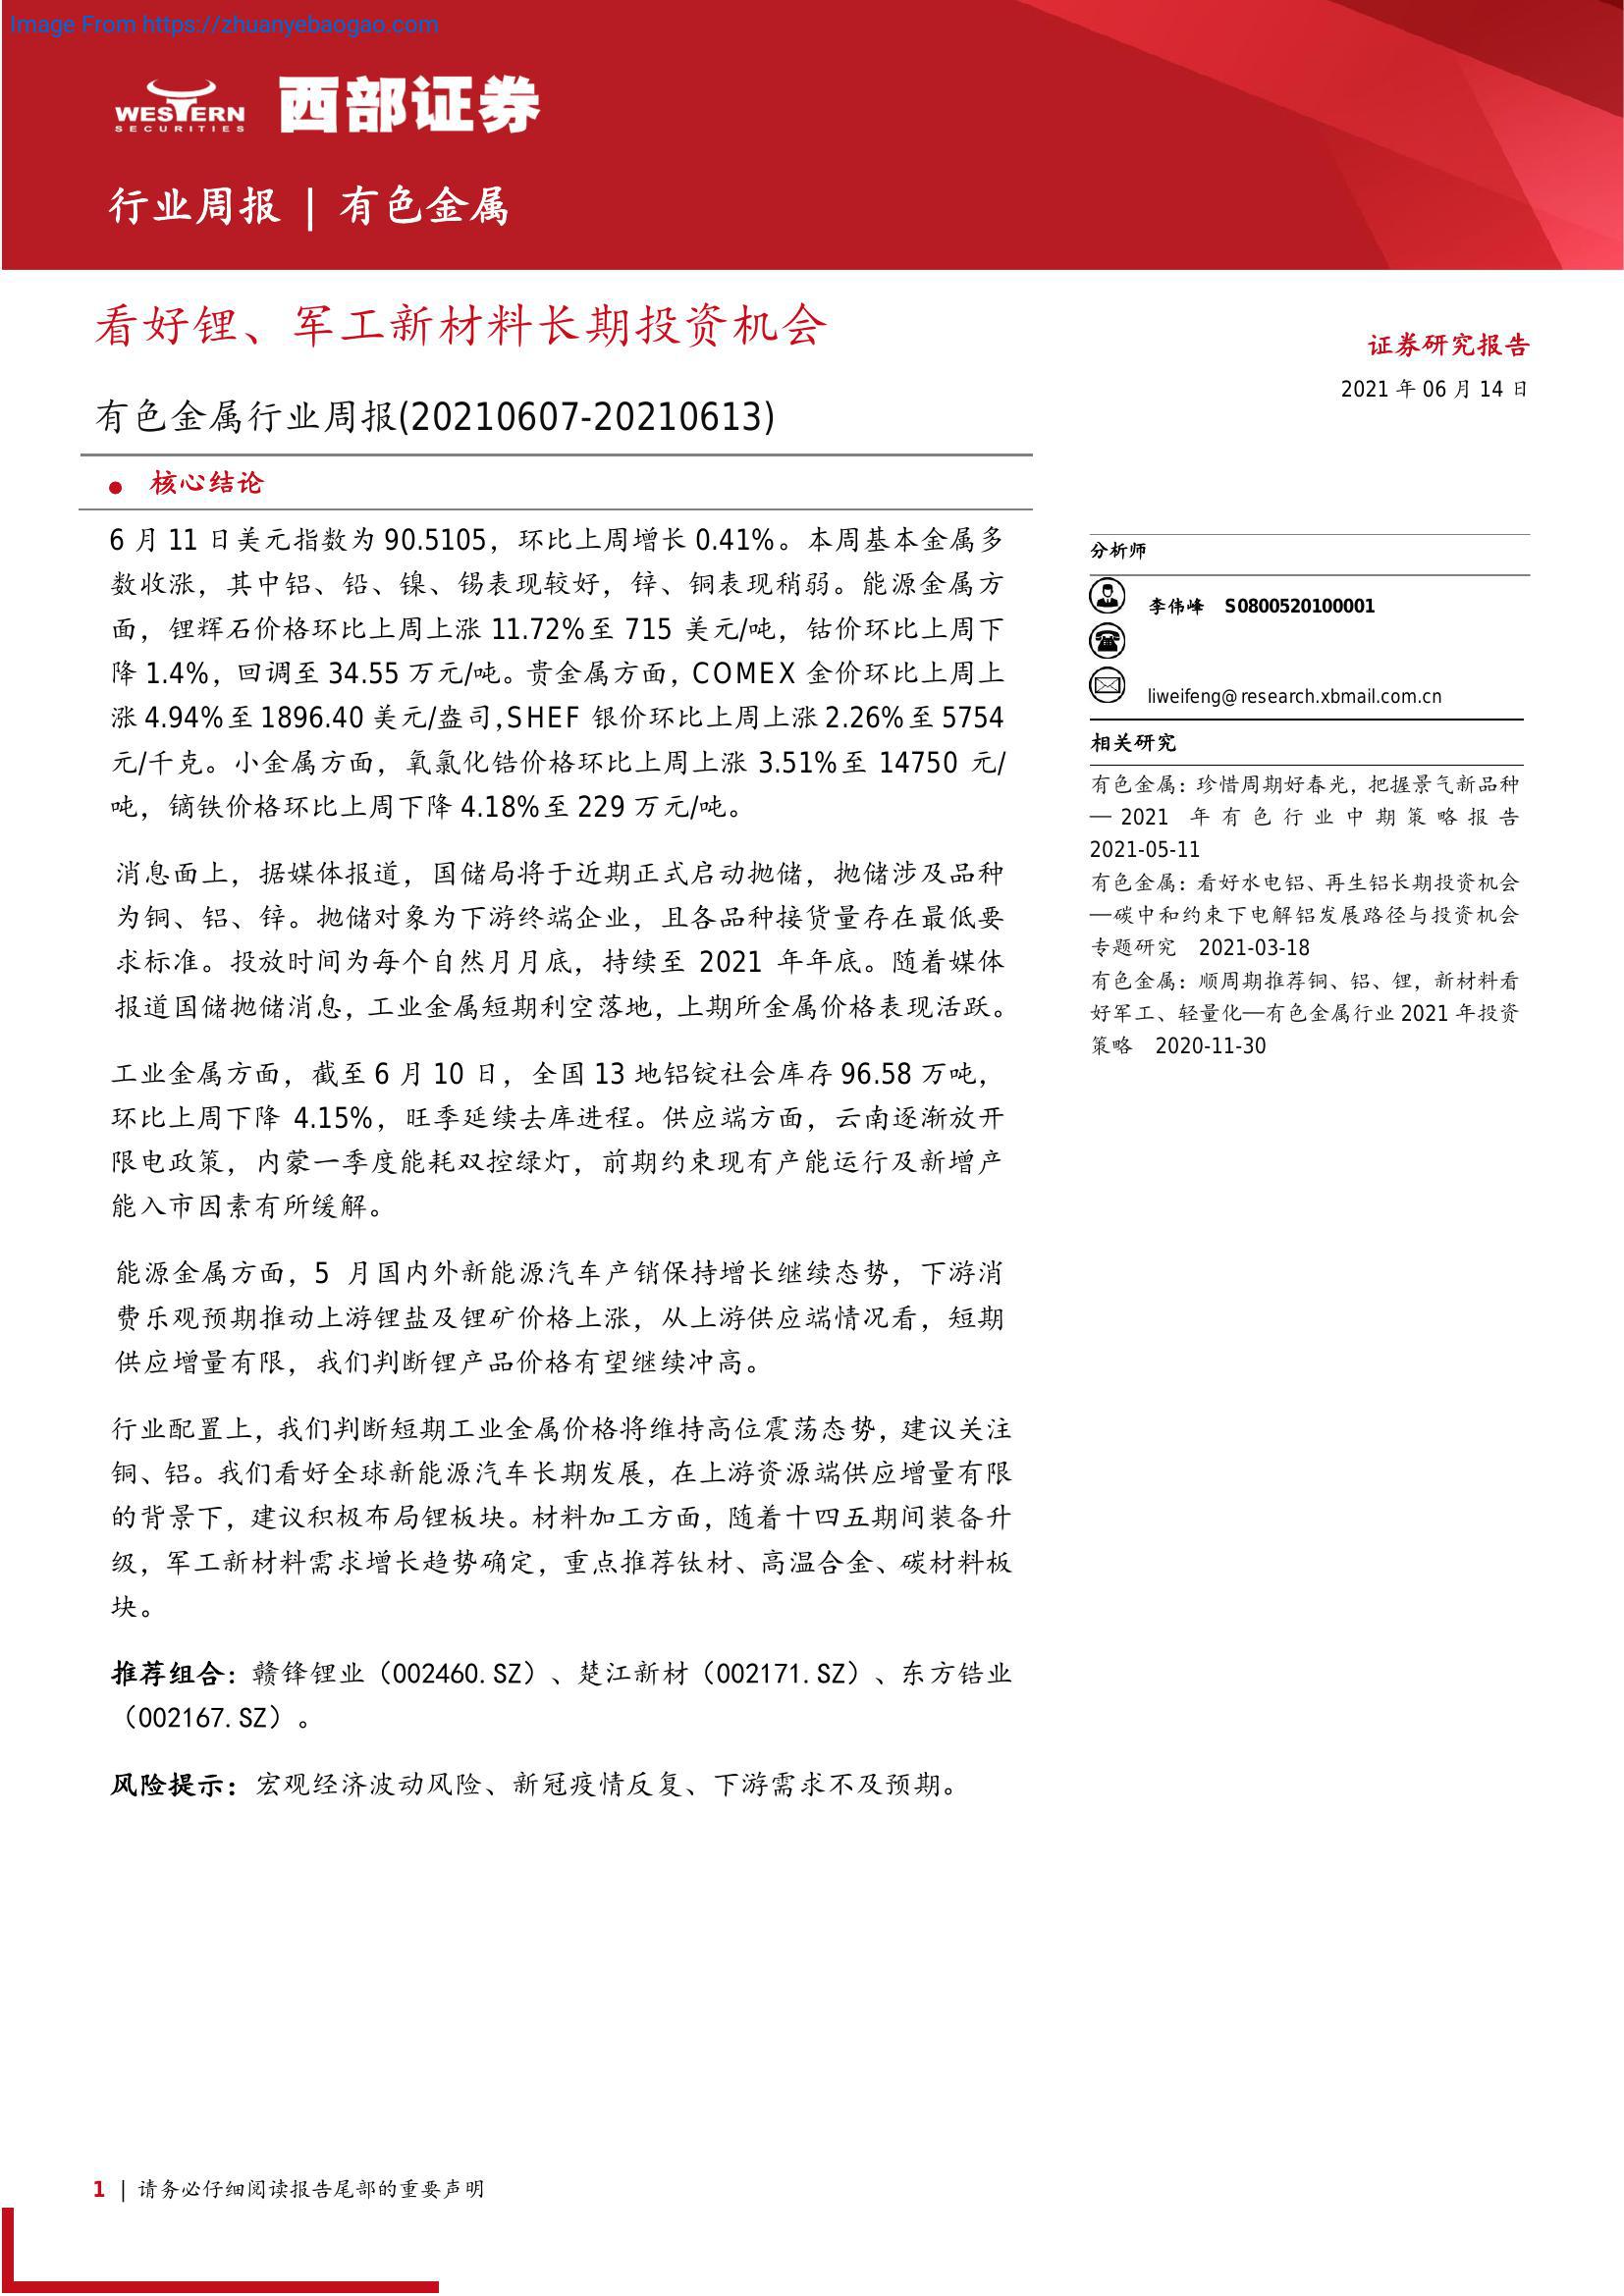 Image From https://zhuanyebaogao.com
WESTERN
SECURITIES
西部证券
行业周报 | 有色金属
看好锂、军工新材料长期投资机会
证券研究报告
2021 年 06 月 14 日
有色金属行业周报(20210607-20210613)
● 核心结论
6 月 11 日美元指数为 90.5105，环比上周增长 0.41%。本周基本金属多
数收涨，其中铝、铅、镍、锡表现较好，锌、铜表现稍弱。能源金属方
面，锂辉石价格环比上周上涨 11.72%至 715 美元/吨，钴价环比上周下
降 1.4%，回调至 34.55 万元/吨。贵金属方面，COMEX 金价环比上周上
涨 4.94%至 1896.40 美元/盎司，SHEF 银价环比上周上涨 2.26%至 5754
元/千克。小金属方面，氧氯化锆价格环比上周上涨 3.51%至 14750 元/
吨，镝铁价格环比上周下降 4.18%至 229 万元/吨。
消息面上，据媒体报道，国储局将于近期正式启动抛储，抛储涉及品种
为铜、铝、锌。抛储对象为下游终端企业，且各品种接货量存在最低要
求标准。投放时间为每个自然月月底，持续至 2021 年年底。随着媒体
报道国储抛储消息，工业金属短期利空落地，上期所金属价格表现活跃。
工业金属方面，截至 6 月 10 日，全国 13 地铝锭社会库存 96.58 万吨，
环比上周下降 4.15%，旺季延续去库进程。供应端方面，云南逐渐放开
限电政策，内蒙一季度能耗双控绿灯，前期约束现有产能运行及新增产
能入市因素有所缓解。
能源金属方面，5 月国内外新能源汽车产销保持增长继续态势，下游消
费乐观预期推动上游锂盐及锂矿价格上涨，从上游供应端情况看，短期
供应增量有限，我们判断锂产品价格有望继续冲高。
行业配置上，我们判断短期工业金属价格将维持高位震荡态势，建议关注
铜、铝。我们看好全球新能源汽车长期发展，在上游资源端供应增量有限
的背景下，建议积极布局锂板块。材料加工方面，随着十四五期间装备升
级，军工新材料需求增长趋势确定，重点推荐钛材、高温合金、碳材料板
块。
推荐组合：赣锋锂业（002460.SZ）、楚江新材（002171.SZ）、东方锆业
（002167.SZ）。
风险提示：宏观经济波动风险、新冠疫情反复、下游需求不及预期。
分析师
李伟峰 S0800520100001
liweifeng@research.xbmail.com.cn
相关研究
有色金属：珍惜周期好春光，把握景气新品种
—2021 年有色行业中期策略报告
2021-05-11
有色金属：看好水电铝、再生铝长期投资机会
—碳中和约束下电解铝发展路径与投资机会
专题研究 2021-03-18
有色金属：顺周期推荐铜、铝、锂，新材料看
好军工、轻量化—有色金属行业 2021 年投资
策略 2020-11-30
1 | 请务必仔细阅读报告尾部的重要声明